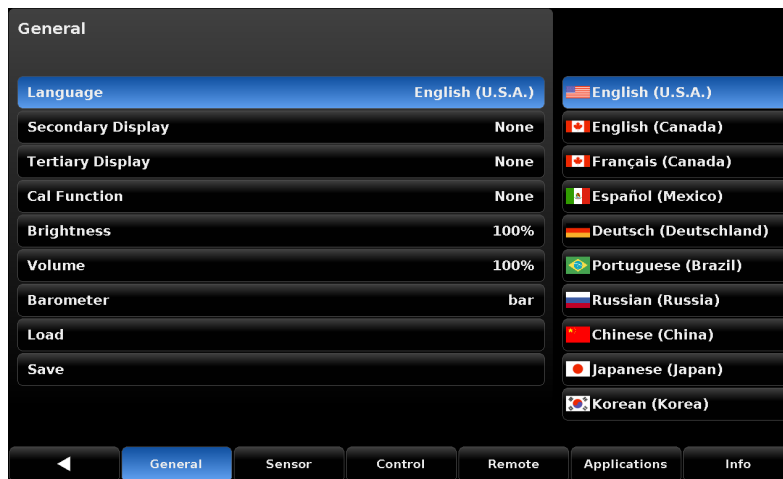 General
Language English (U.S.A.)
Secondary Display None
Tertiary Display None
Cal Function None
Brightness 100%
Volume 100%
Barometer bar
Load
Save
English (U.S.A.)
English (Canada)
Français (Canada)
Español (Mexico)
Deutsch (Deutschland)
Portuguese (Brazil)
Russian (Russia)
Chinese (China)
Japanese (Japan)
Korean (Korea)
General Sensor Control Remote Applications Info